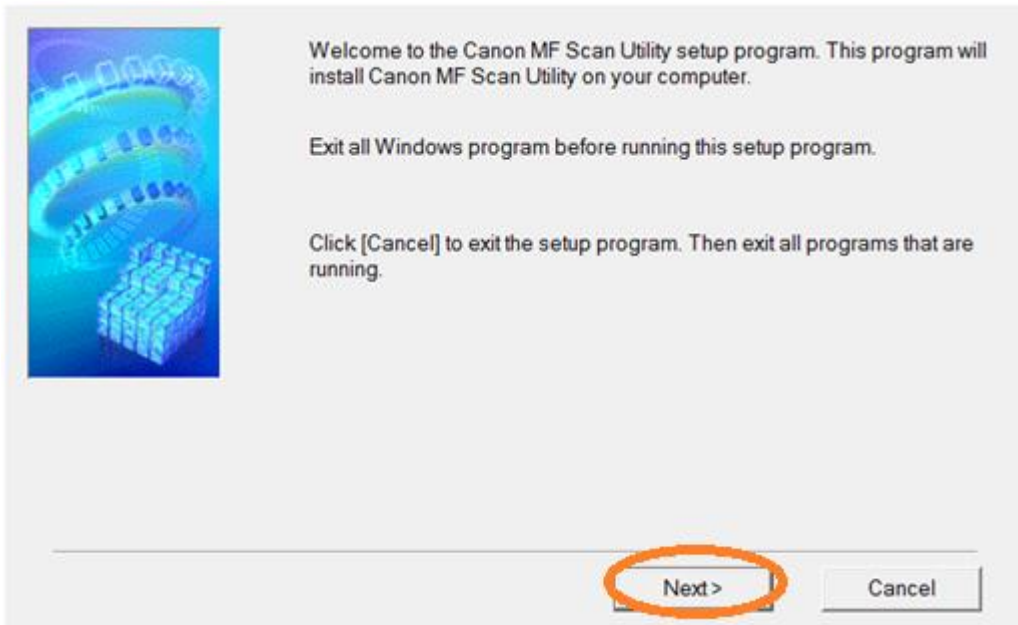 Welcome to the Canon MF Scan Utility setup program. This program will
install Canon MF Scan Utility on your computer.
Exit all Windows program before running this setup program.
Click [Cancel] to exit the setup program. Then exit all programs that are
running.
Next >
Cancel